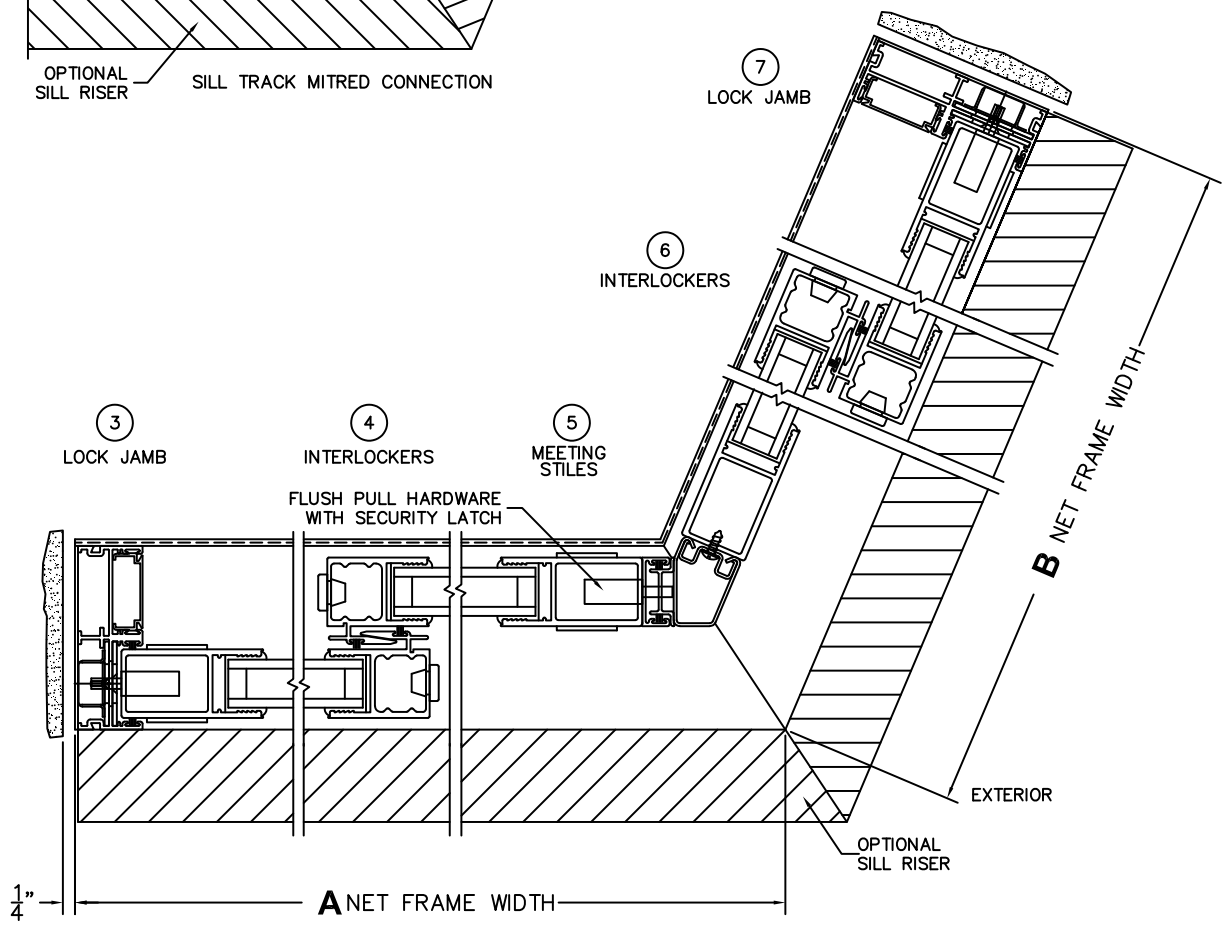 OPTIONAL
SILL RISER
SILL TRACK MITRED CONNECTION
7
LOCK JAMB
6
INTERLOCKERS
3
LOCK JAMB
4
INTERLOCKERS
5
MEETING
STILES
FLUSH PULL HARDWARE
WITH SECURITY LATCH
B NET FRAME WIDTH
EXTERIOR
OPTIONAL
SILL RISER
1/4"
A NET FRAME WIDTH